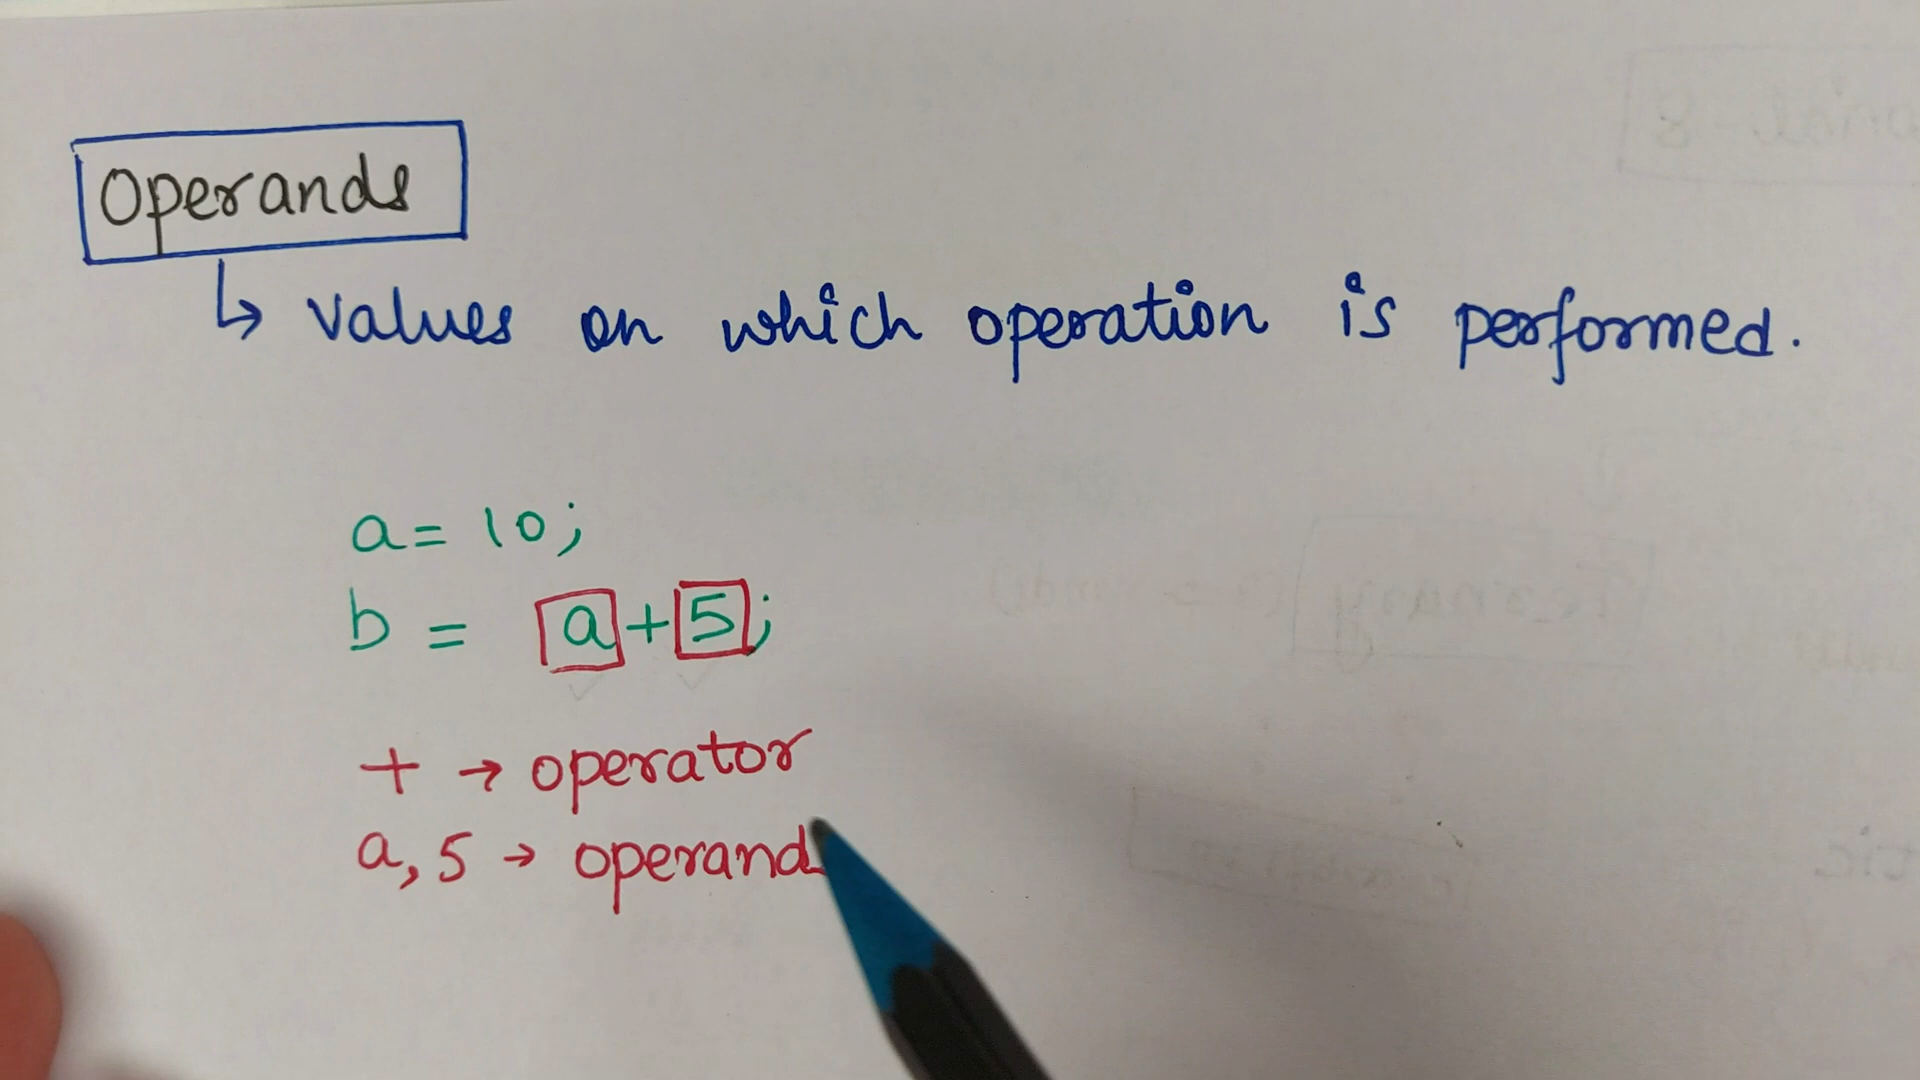 Operands
↳ values on which operation is performed.
a = 10;
b = a + 5;
+ → operator
a, 5 → operand